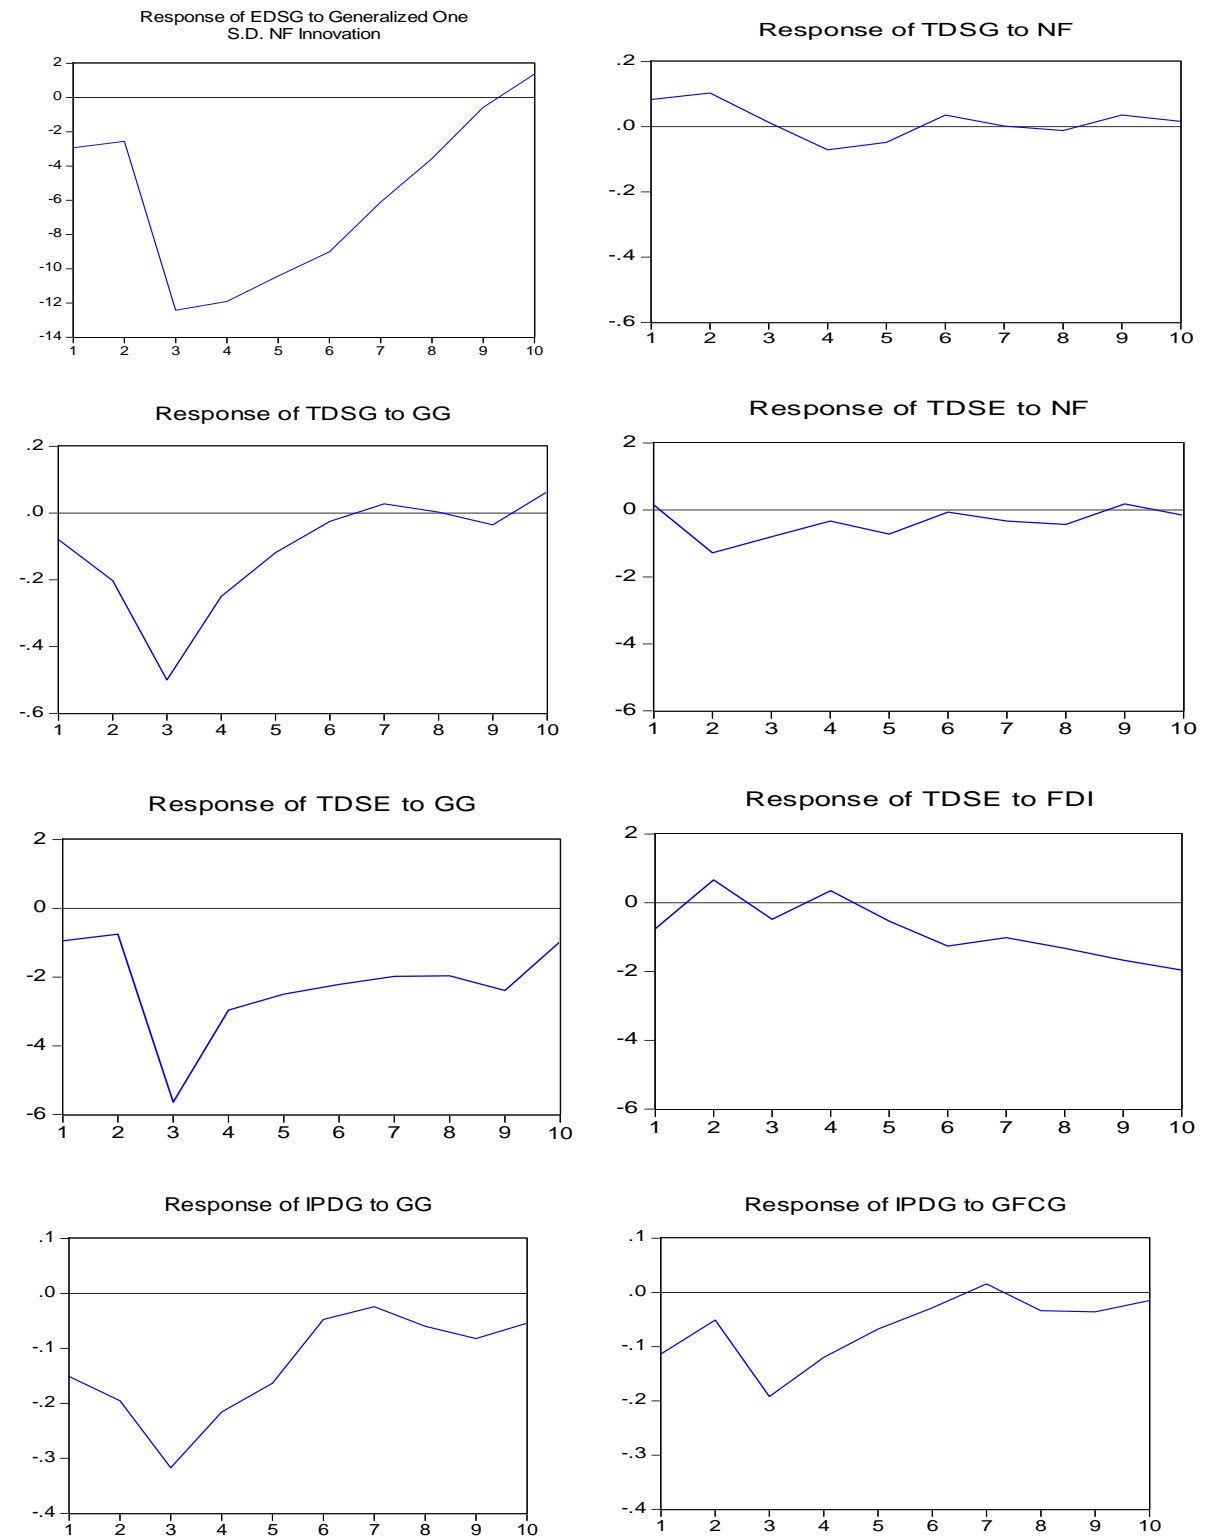 Response of EDSG to Generalized One
S.D. NF Innovation
2
0
-2
-4
-6
-8
-10
-12
-14
1 2 3 4 5 6 7 8 9 10
Response of TDSG to NF
.2
.0
-.2
-.4
-.6
1 2 3 4 5 6 7 8 9 10
Response of TDSG to GG
.2
.0
-.2
-.4
-.6
1 2 3 4 5 6 7 8 9 10
Response of TDSE to NF
2
0
-2
-4
-6
1 2 3 4 5 6 7 8 9 10
Response of TDSE to GG
2
0
-2
-4
-6
1 2 3 4 5 6 7 8 9 10
Response of TDSE to FDI
2
0
-2
-4
-6
1 2 3 4 5 6 7 8 9 10
Response of IPDG to GG
.1
.0
-.1
-.2
-.3
-.4
1 2 3 4 5 6 7 8 9 10
Response of IPDG to GFCG
.1
.0
-.1
-.2
-.3
-.4
1 2 3 4 5 6 7 8 9 10